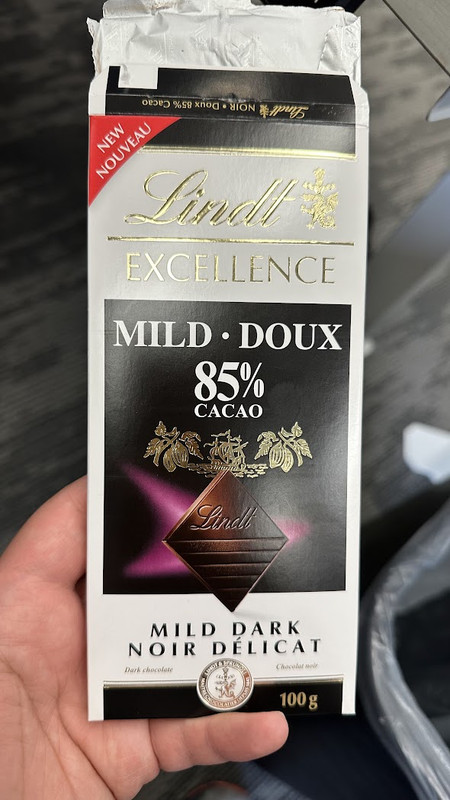 Lindt NOIR • Doux 85% Cacao
NEW
NOUVEAU
Lindt
EXCELLENCE
MILD · DOUX
85%
CACAO
Lindt
MILD DARK
NOIR DÉLICAT
Dark chocolate
Chocolat noir
100 g